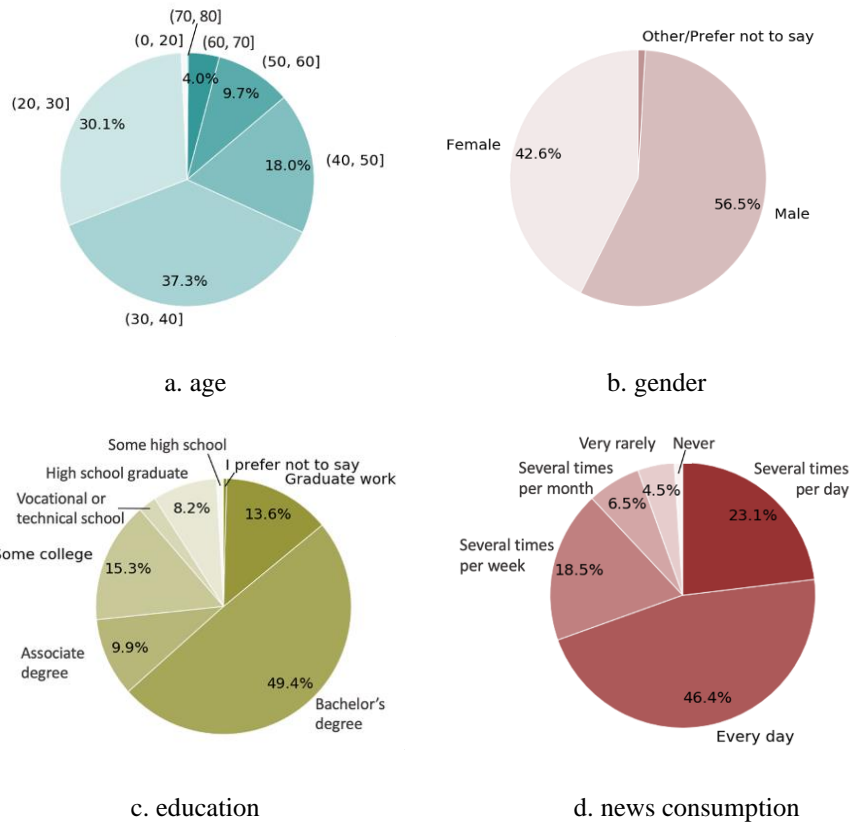 (70, 80]
(0, 20]
(60, 70]
(50, 60]
4.0%
9.7%
(20, 30]
30.1%
(40, 50]
18.0%
37.3%
(30, 40]
a. age
Other/Prefer not to say
Female
42.6%
56.5%
Male
b. gender
Some high school
I prefer not to say
High school graduate
Graduate work
Vocational or
technical school
8.2%
13.6%
Some college
15.3%
9.9%
Associate
degree
49.4%
Bachelor's
degree
c. education
Very rarely
Never
Several times
per month
Several times
per day
4.5%
6.5%
23.1%
Several times
per week
18.5%
46.4%
Every day
d. news consumption